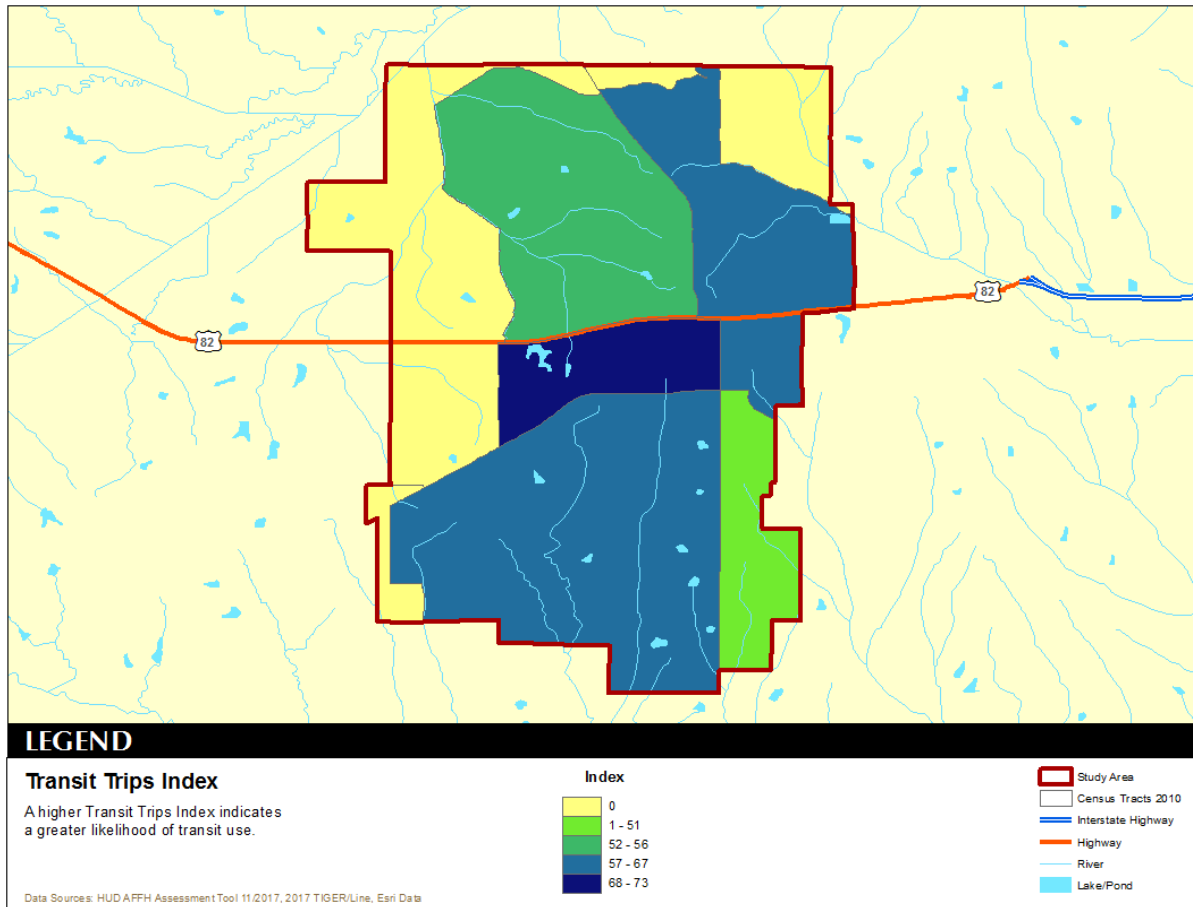 82
82
LEGEND
Transit Trips Index
A higher Transit Trips Index indicates
a greater likelihood of transit use.
Data Sources: HUD AFFH Assessment Tool 11/2017, 2017 TIGER/Line, Esri Data
Index
0
1 - 51
52 - 56
57 - 67
68 - 73
Study Area
Census Tracts 2010
Interstate Highway
Highway
River
Lake/Pond